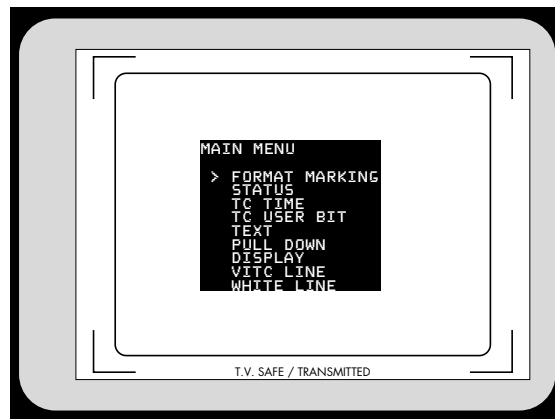 MAIN MENU
> FORMAT MARKING
STATUS
TC TIME
TC USER BIT
TEXT
PULL DOWN
DISPLAY
VITC LINE
WHITE LINE
T.V. SAFE / TRANSMITTED